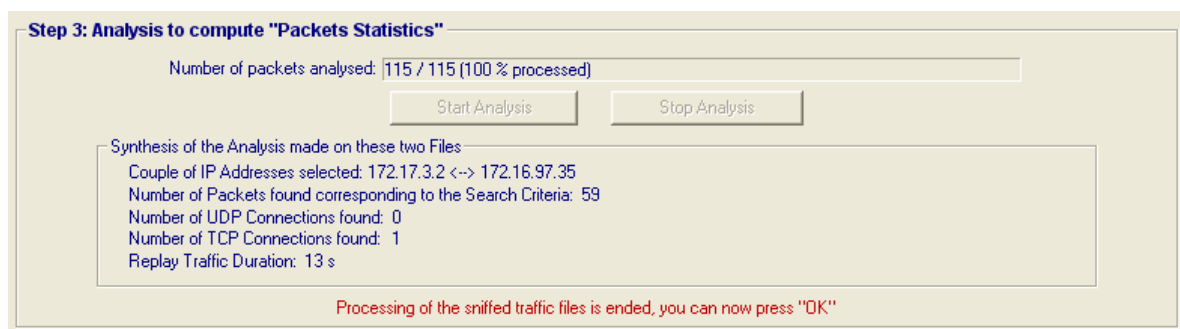 Step 3: Analysis to compute "Packets Statistics"
Number of packets analysed: 115 / 115 (100 % processed)
Start Analysis Stop Analysis
Synthesis of the Analysis made on these two Files
Couple of IP Addresses selected: 172.17.3.2 <--> 172.16.97.35
Number of Packets found corresponding to the Search Criteria: 59
Number of UDP Connections found: 0
Number of TCP Connections found: 1
Replay Traffic Duration: 13 s
Processing of the sniffed traffic files is ended, you can now press "OK"